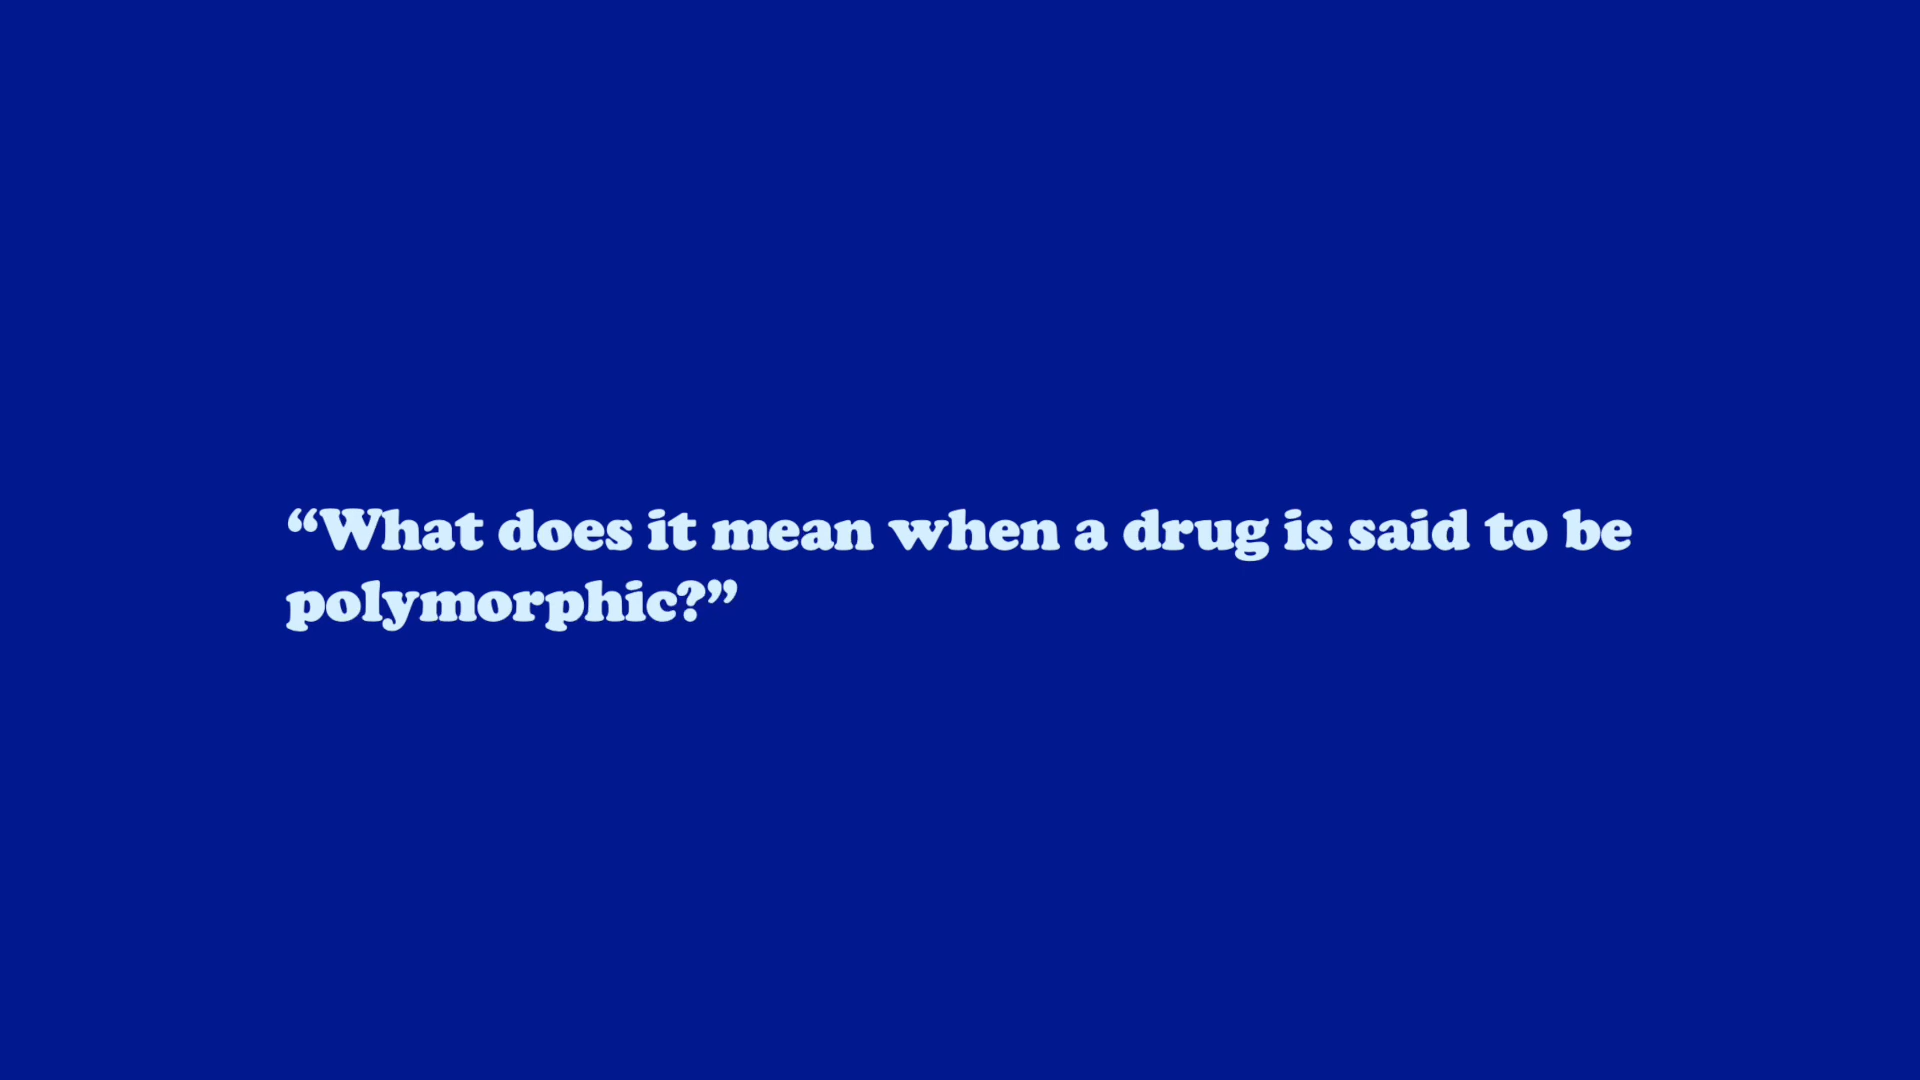 “What does it mean when a drug is said to be
polymorphic?”